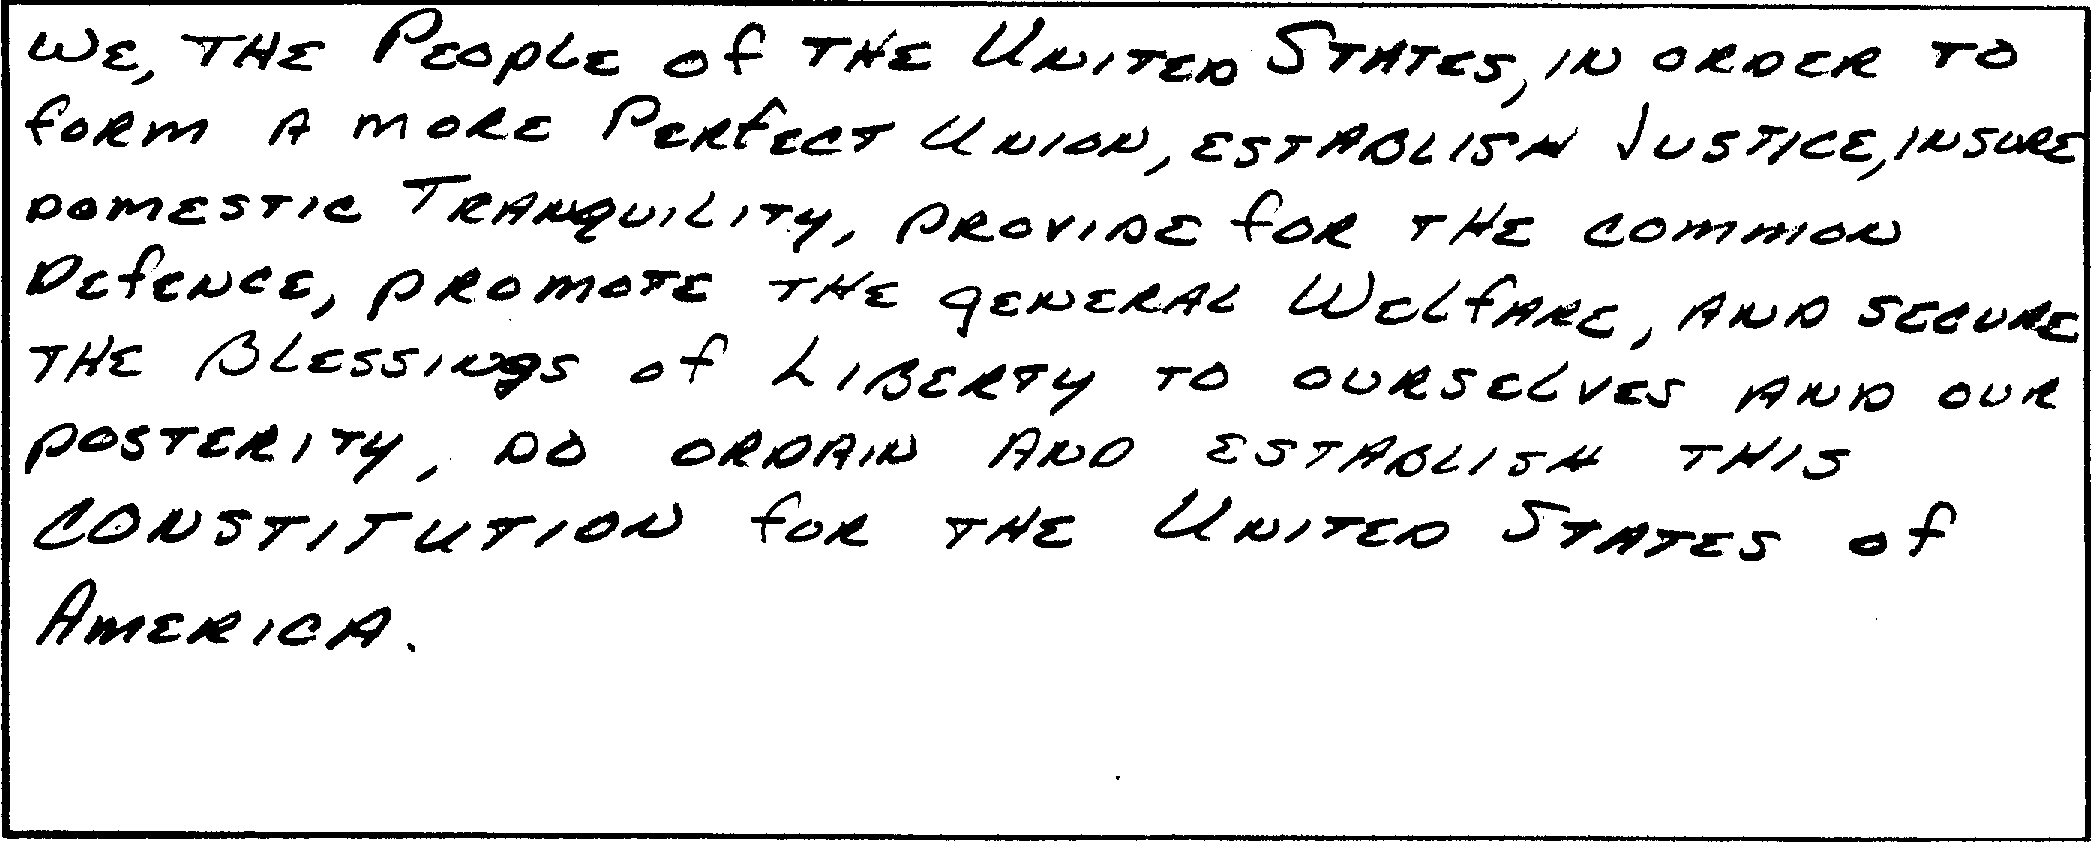 WE, THE PEOPLE of THE UNITED STATES, IN ORDER TO
form A more PERfECT UNION, ESTABLISH JUSTICE, INSURE
DOMESTIC TRANquILITy, PROVIDE for THE common
DEfENCE, PROMOTE THE gENERAL WELfARE, AND SECURE
THE BLESSINgS of LIBERTy TO OURSELVES AND OUR
POSTERITy, DO ORDAIN AND ESTABLISH THIS
CONSTITUTION for THE UNITED STATES of
AmERICA.